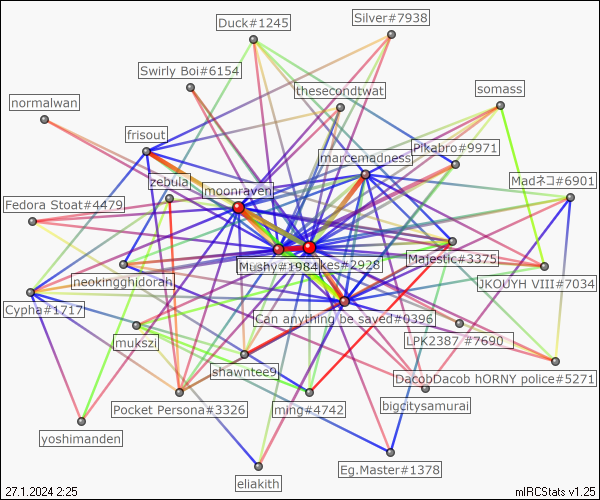 Duck#1245
Silver#7938
Swirly Boi#6154
somass
thesecondtwat
normalwan
frisout
Pikabro#9971
marcemadness
zebula
moonraven
Madネコ#6901
Fedora Stoat#4479
Majestic#3375
Mushy#1984
kes#2928
neokingghidorah
JKOUYH VIII#7034
Cypha#1717
Can anything be saved#0396
mukszi
LPK2387 #7690
shawntee9
DacobDacob hORNY police#5271
Pocket Persona#3326
ming#4742
bigcitysamurai
yoshimanden
Eg.Master#1378
eliakith
27.1.2024 2:25
mIRCStats v1.25